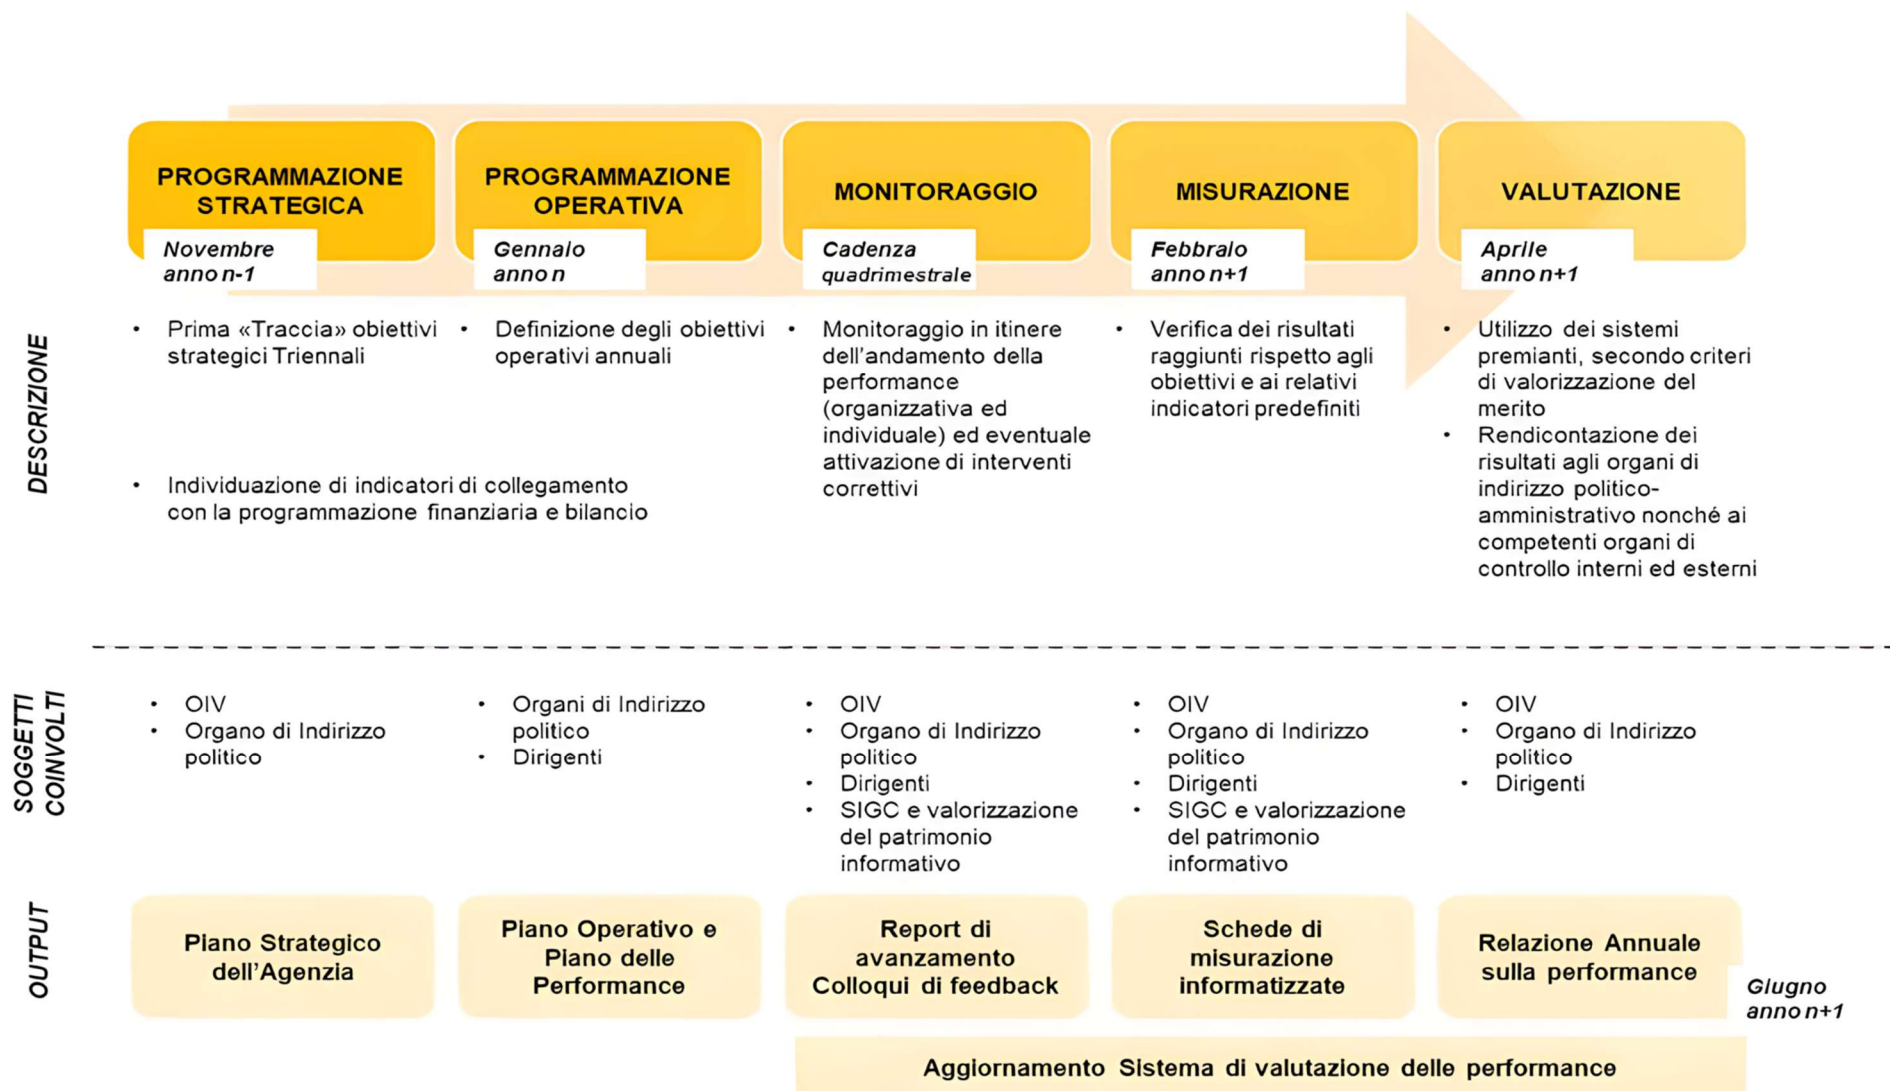 PROGRAMMAZIONE
STRATEGICA
Novembre
anno n-1
PROGRAMMAZIONE
OPERATIVA
Gennaio
anno n
MONITORAGGIO
Cadenza
quadrimestrale
MISURAZIONE
Febbraio
anno n+1
VALUTAZIONE
Aprile
anno n+1
DESCRIZIONE
• Prima «Traccia» obiettivi
strategici Triennali
• Definizione degli obiettivi
operativi annuali
• Individuazione di indicatori di collegamento
con la programmazione finanziaria e bilancio
• Monitoraggio in itinere
dell'andamento della
performance
(organizzativa ed
individuale) ed eventuale
attivazione di interventi
correttivi
• Verifica dei risultati
raggiunti rispetto agli
obiettivi e ai relativi
indicatori predefiniti
• Utilizzo dei sistemi
premianti, secondo criteri
di valorizzazione del
merito
• Rendicontazione dei
risultati agli organi di
indirizzo politico-
amministrativo nonché ai
competenti organi di
controllo interni ed esterni
SOGGETTI
COINVOLTI
• OIV
• Organo di Indirizzo
politico
• Organi di Indirizzo
politico
• Dirigenti
• OIV
• Organo di Indirizzo
politico
• Dirigenti
• SIGC e valorizzazione
del patrimonio
informativo
• OIV
• Organo di Indirizzo
politico
• Dirigenti
• SIGC e valorizzazione
del patrimonio
informativo
• OIV
• Organo di Indirizzo
politico
• Dirigenti
OUTPUT
Piano Strategico
dell'Agenzia
Piano Operativo e
Piano delle
Performance
Report di
avanzamento
Colloqui di feedback
Schede di
misurazione
informatizzate
Relazione Annuale
sulla performance
Giugno
anno n+1
Aggiornamento Sistema di valutazione delle performance